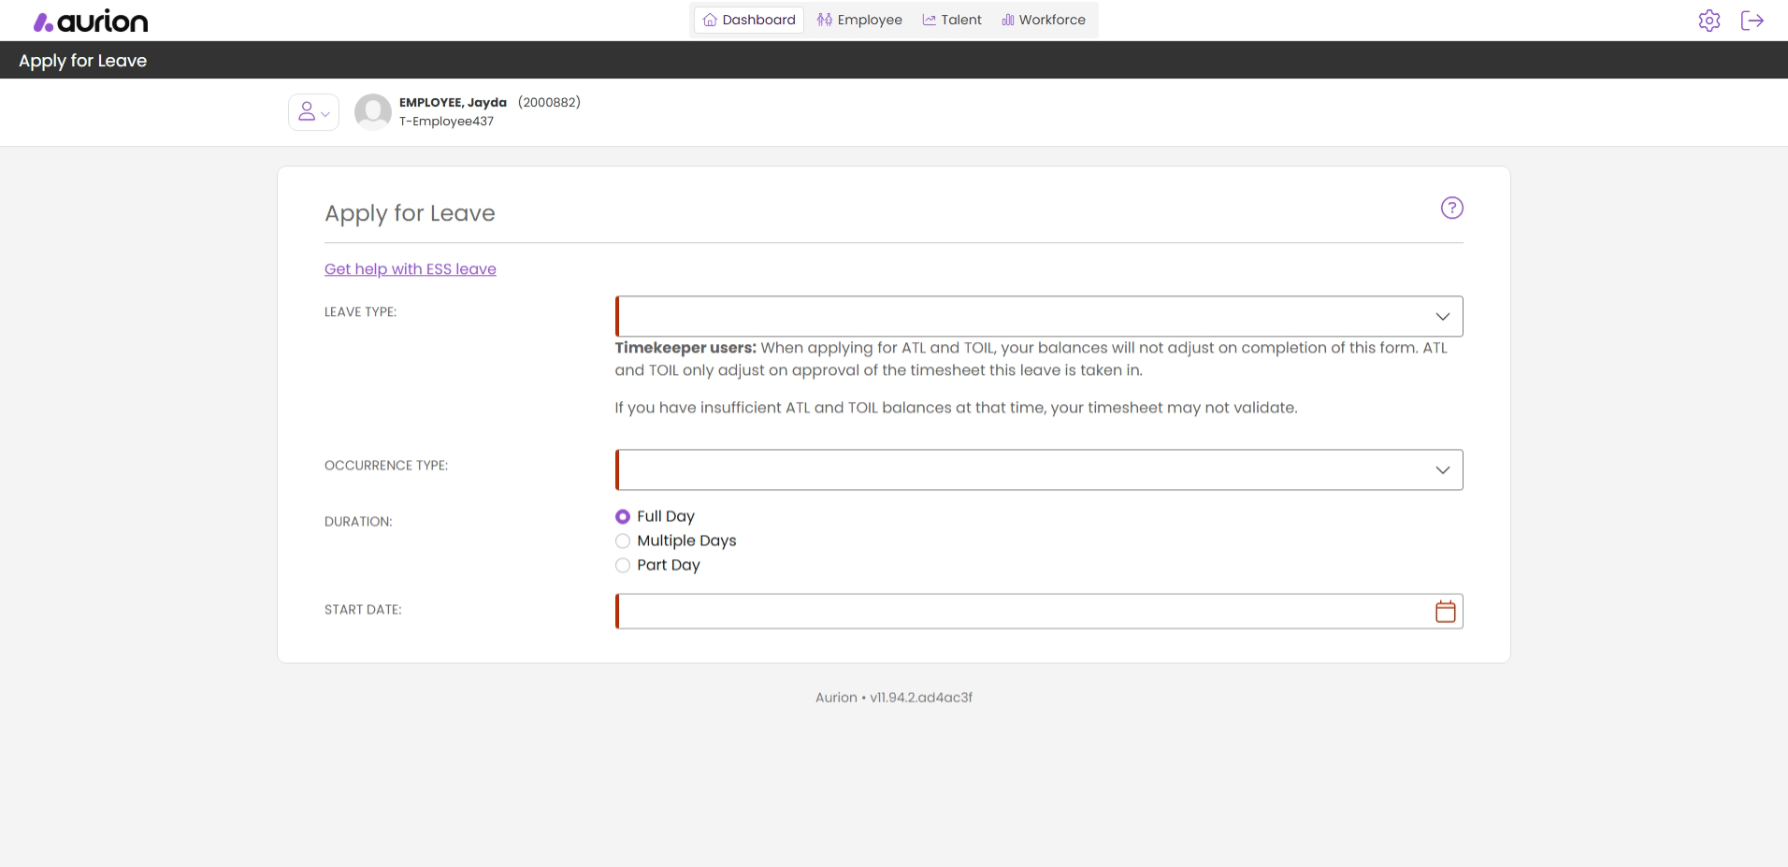 aurion
Dashboard Employee Talent Workforce
Apply for Leave
EMPLOYEE, Jayda (2000882)
T-Employee437
Apply for Leave
?
Get help with ESS leave
LEAVE TYPE:
Timekeeper users: When applying for ATL and TOIL, your balances will not adjust on completion of this form. ATL
and TOIL only adjust on approval of the timesheet this leave is taken in.
If you have insufficient ATL and TOIL balances at that time, your timesheet may not validate.
OCCURRENCE TYPE:
DURATION:
Full Day
Multiple Days
Part Day
START DATE:
Aurion • v11.94.2.ad4ac3f